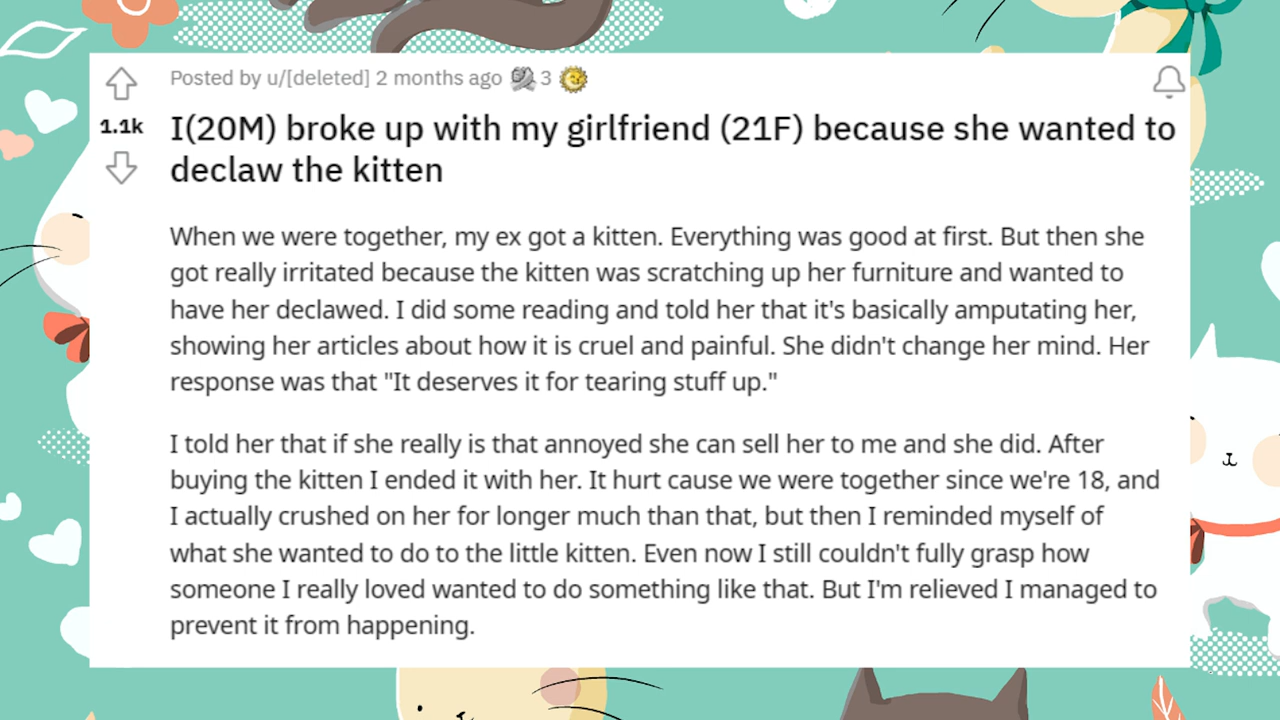 Posted by u/[deleted] 2 months ago 3
1.1k
I(20M) broke up with my girlfriend (21F) because she wanted to
declaw the kitten
When we were together, my ex got a kitten. Everything was good at first. But then she
got really irritated because the kitten was scratching up her furniture and wanted to
have her declawed. I did some reading and told her that it's basically amputating her,
showing her articles about how it is cruel and painful. She didn't change her mind. Her
response was that "It deserves it for tearing stuff up."
I told her that if she really is that annoyed she can sell her to me and she did. After
buying the kitten I ended it with her. It hurt cause we were together since we're 18, and
I actually crushed on her for longer much than that, but then I reminded myself of
what she wanted to do to the little kitten. Even now I still couldn't fully grasp how
someone I really loved wanted to do something like that. But I'm relieved I managed to
prevent it from happening.